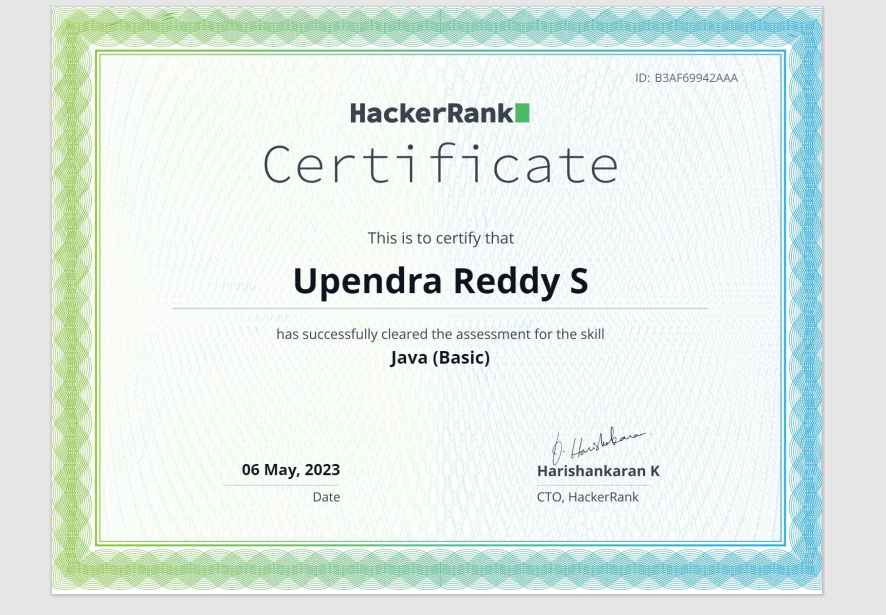 ID: B3AF69942AAA
HackerRank
Certificate
This is to certify that
Upendra Reddy S
has successfully cleared the assessment for the skill
Java (Basic)
D. Harishankaran
06 May, 2023
Harishankaran K
Date
CTO, HackerRank